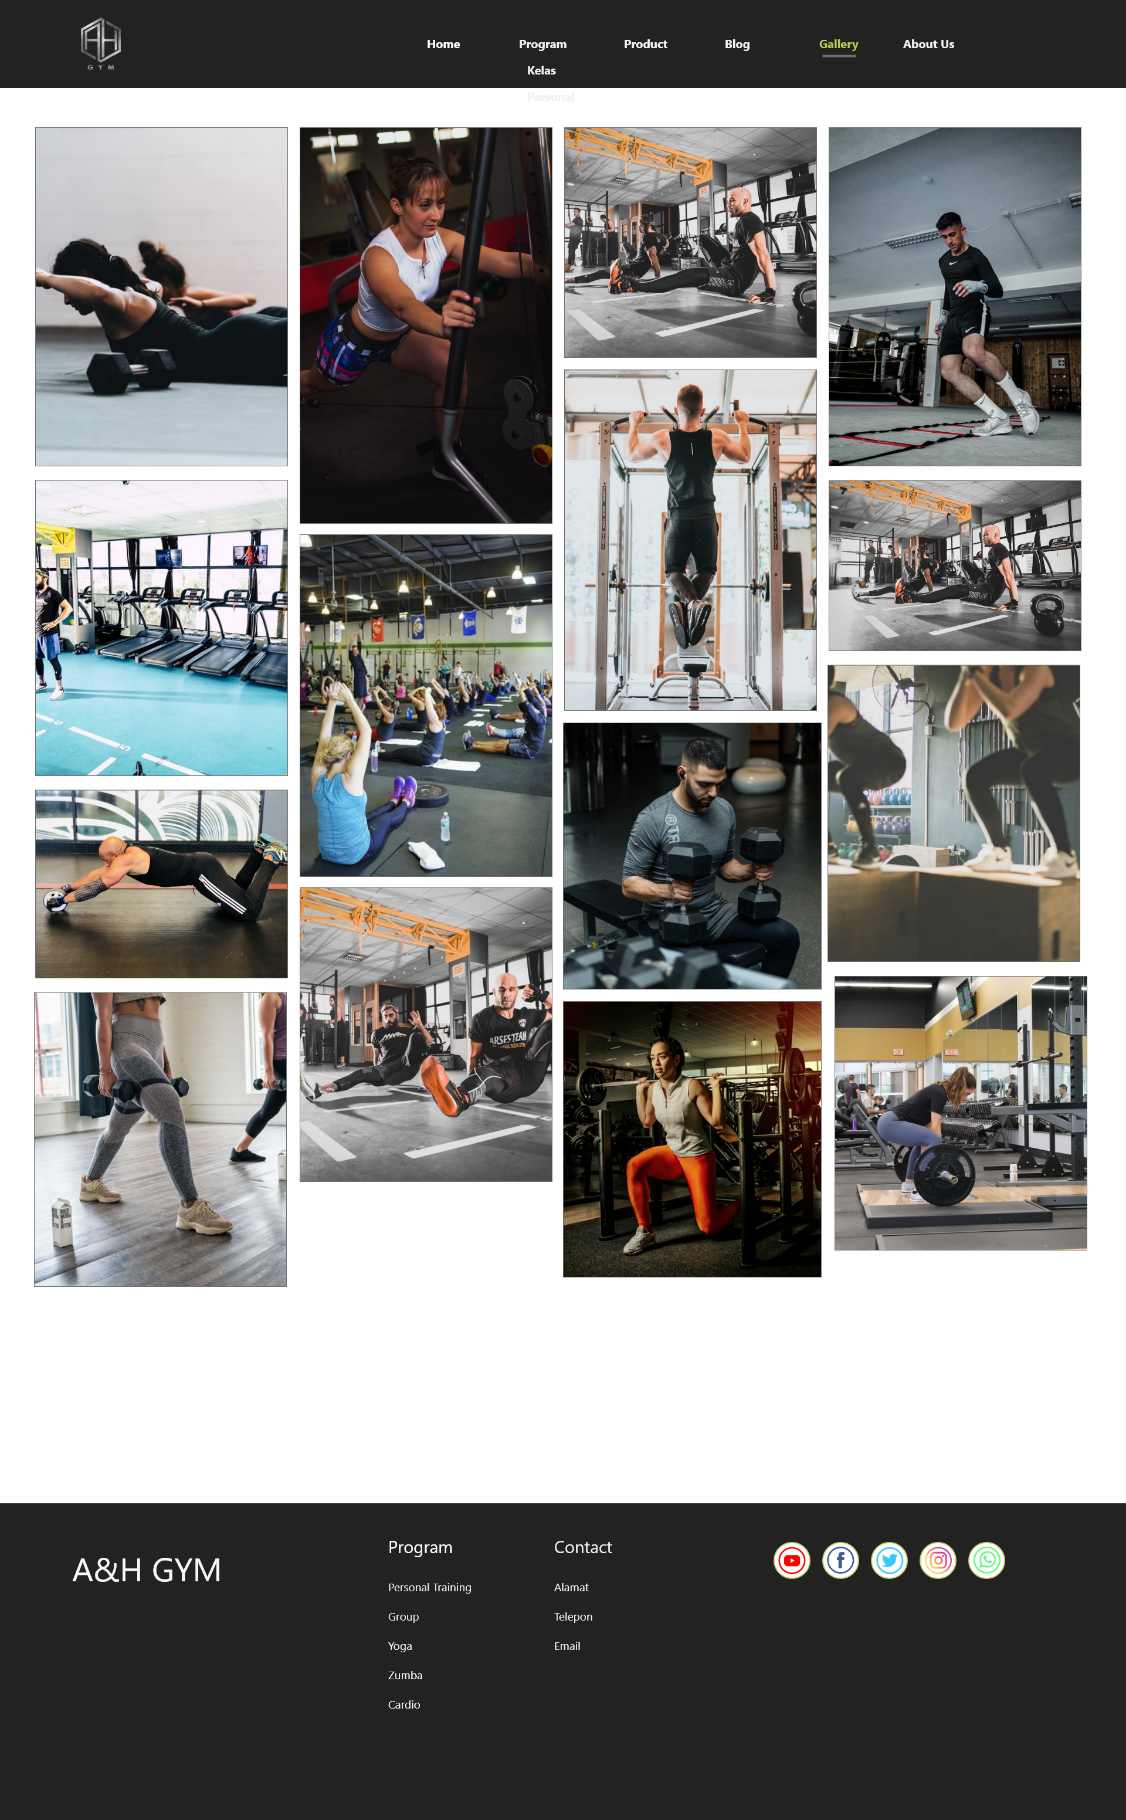 GYM
Home Program Product Blog Gallery About Us
Kelas
Personal
ARSESTEAM
A&H GYM
Program
Personal Training
Group
Yoga
Zumba
Cardio
Contact
Alamat
Telepon
Email